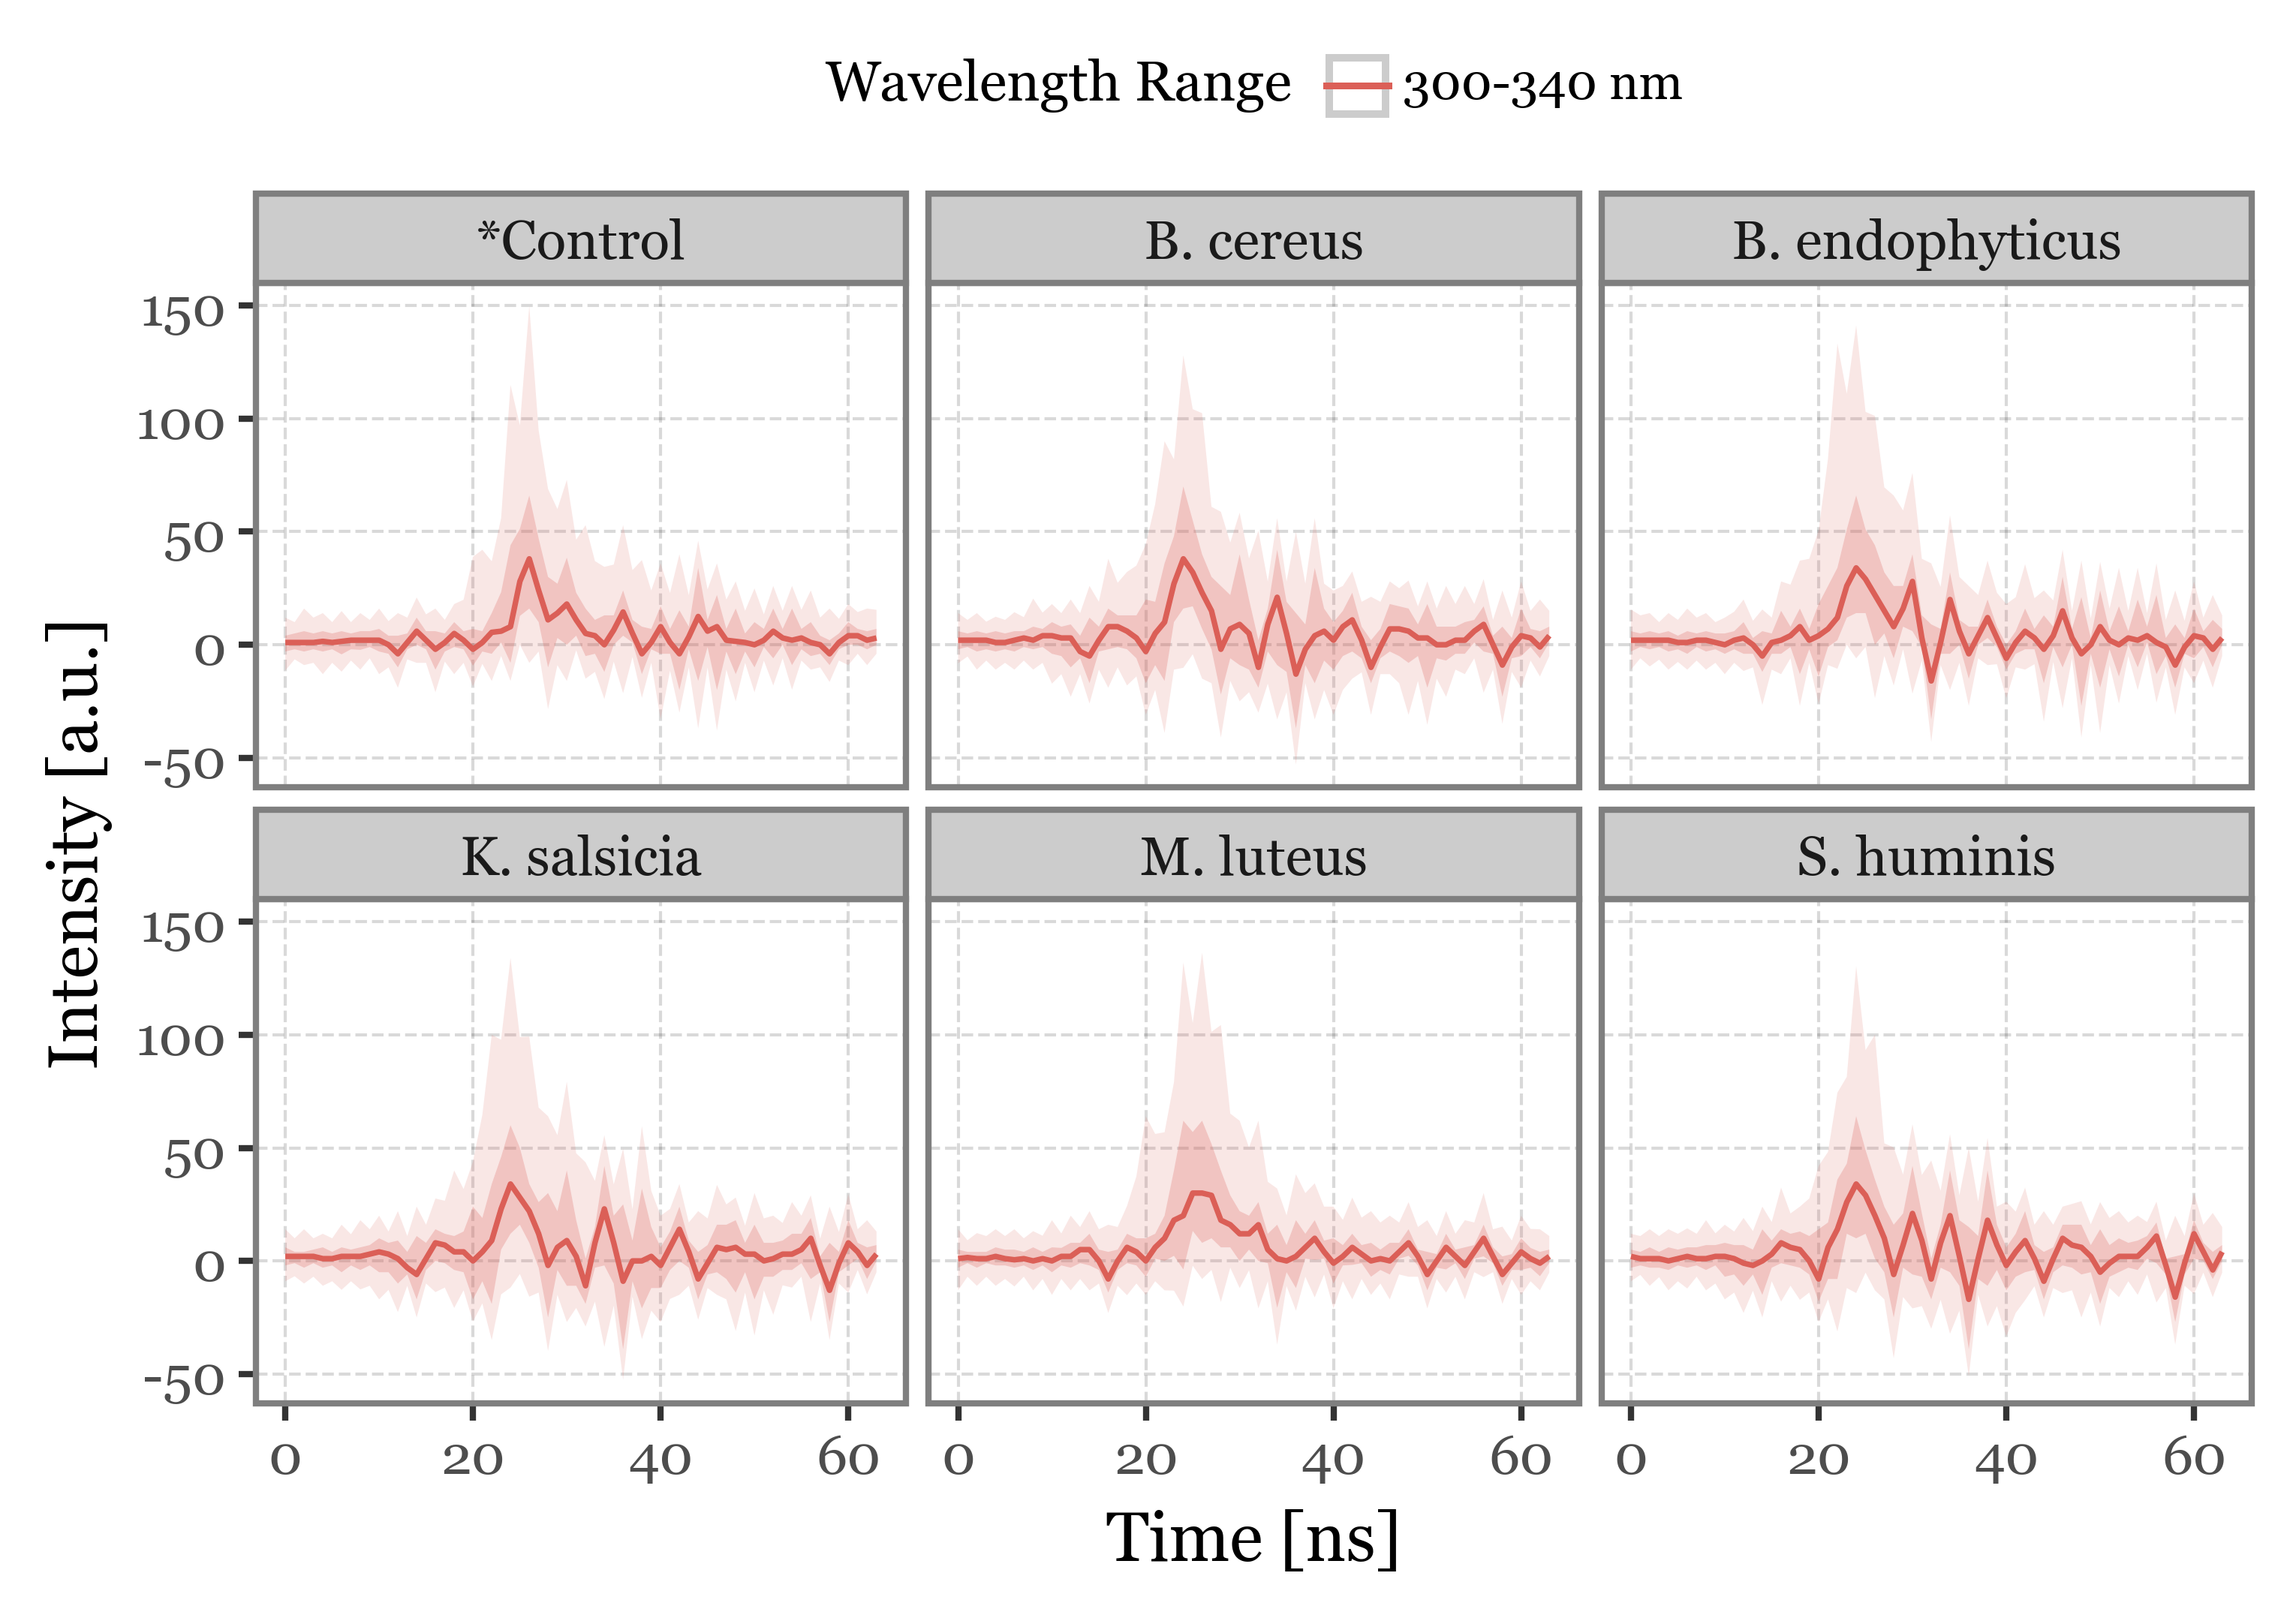 Wavelength Range 300-340 nm
*Control B. cereus B. endophyticus
150
100
50
0
-50
K. salsicia M. luteus S. huminis
150
100
50
0
-50
Intensity [a.u.]
0 20 40 60 0 20 40 60 0 20 40 60
Time [ns]